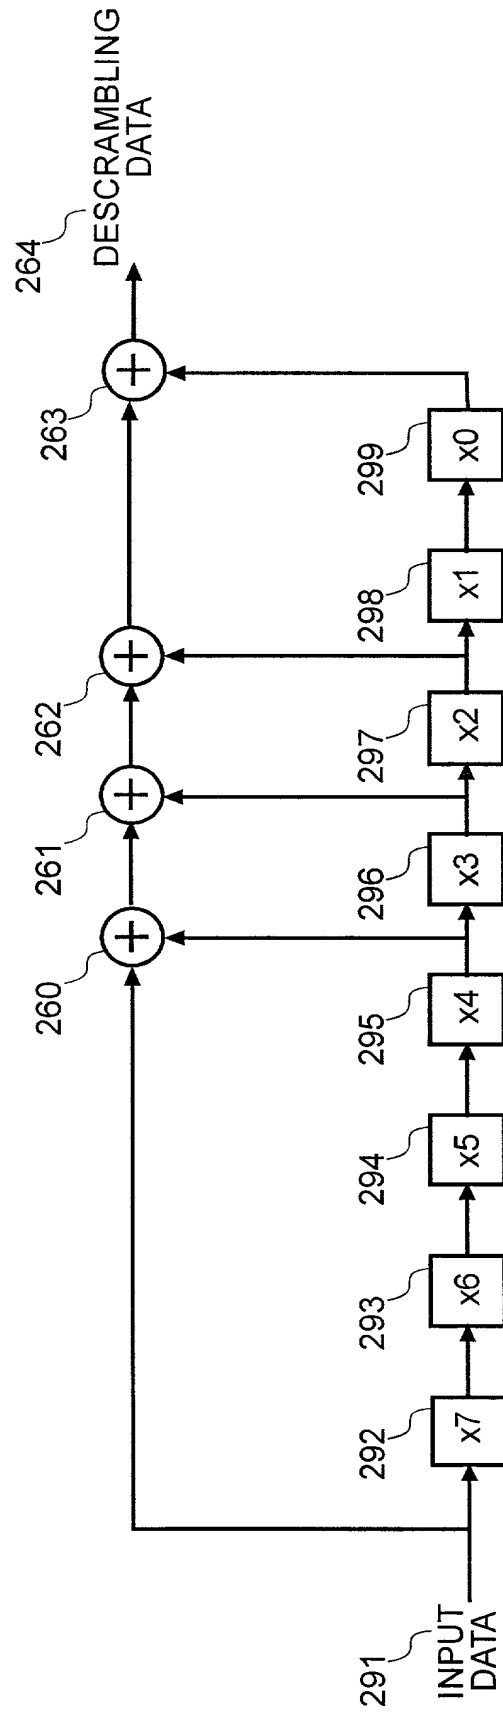 264
DESCRAMBLING
DATA
260
261
262
263
291
INPUT
DATA
292
293
294
295
296
297
298
299
x7
x6
x5
x4
x3
x2
x1
x0